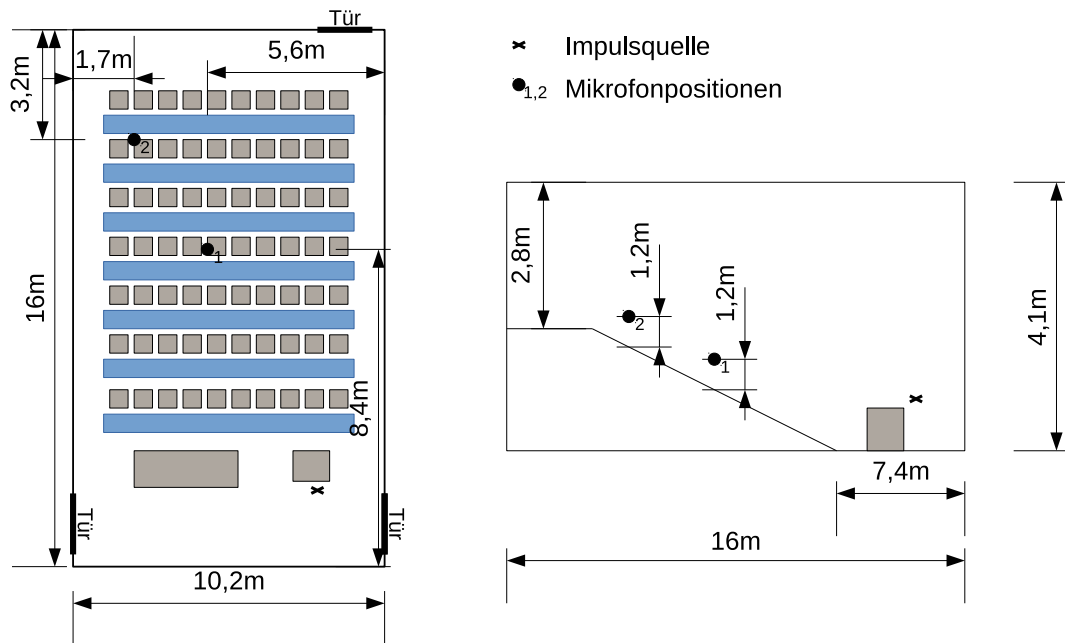 Tür
5,6m
1,7m
3,2m
2
1
16m
8,4m
Tür
Tür
10,2m
Impulsquelle
1,2 Mikrofonpositionen
2,8m
1,2m
1,2m
2
1
4,1m
7,4m
16m